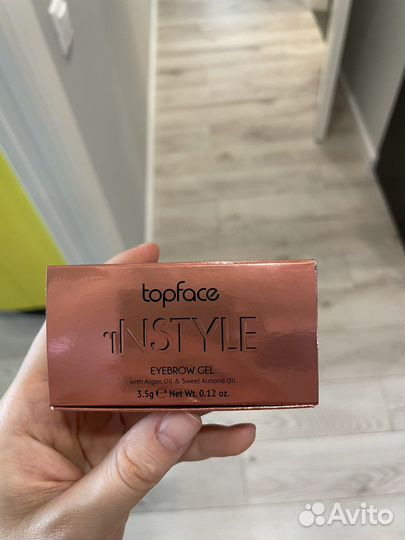 topface
INSTYLE
EYEBROW GEL
with Argan Oil & Sweet Almond Oil
3.5g ℮ Net Wt. 0.12 oz.
Avito